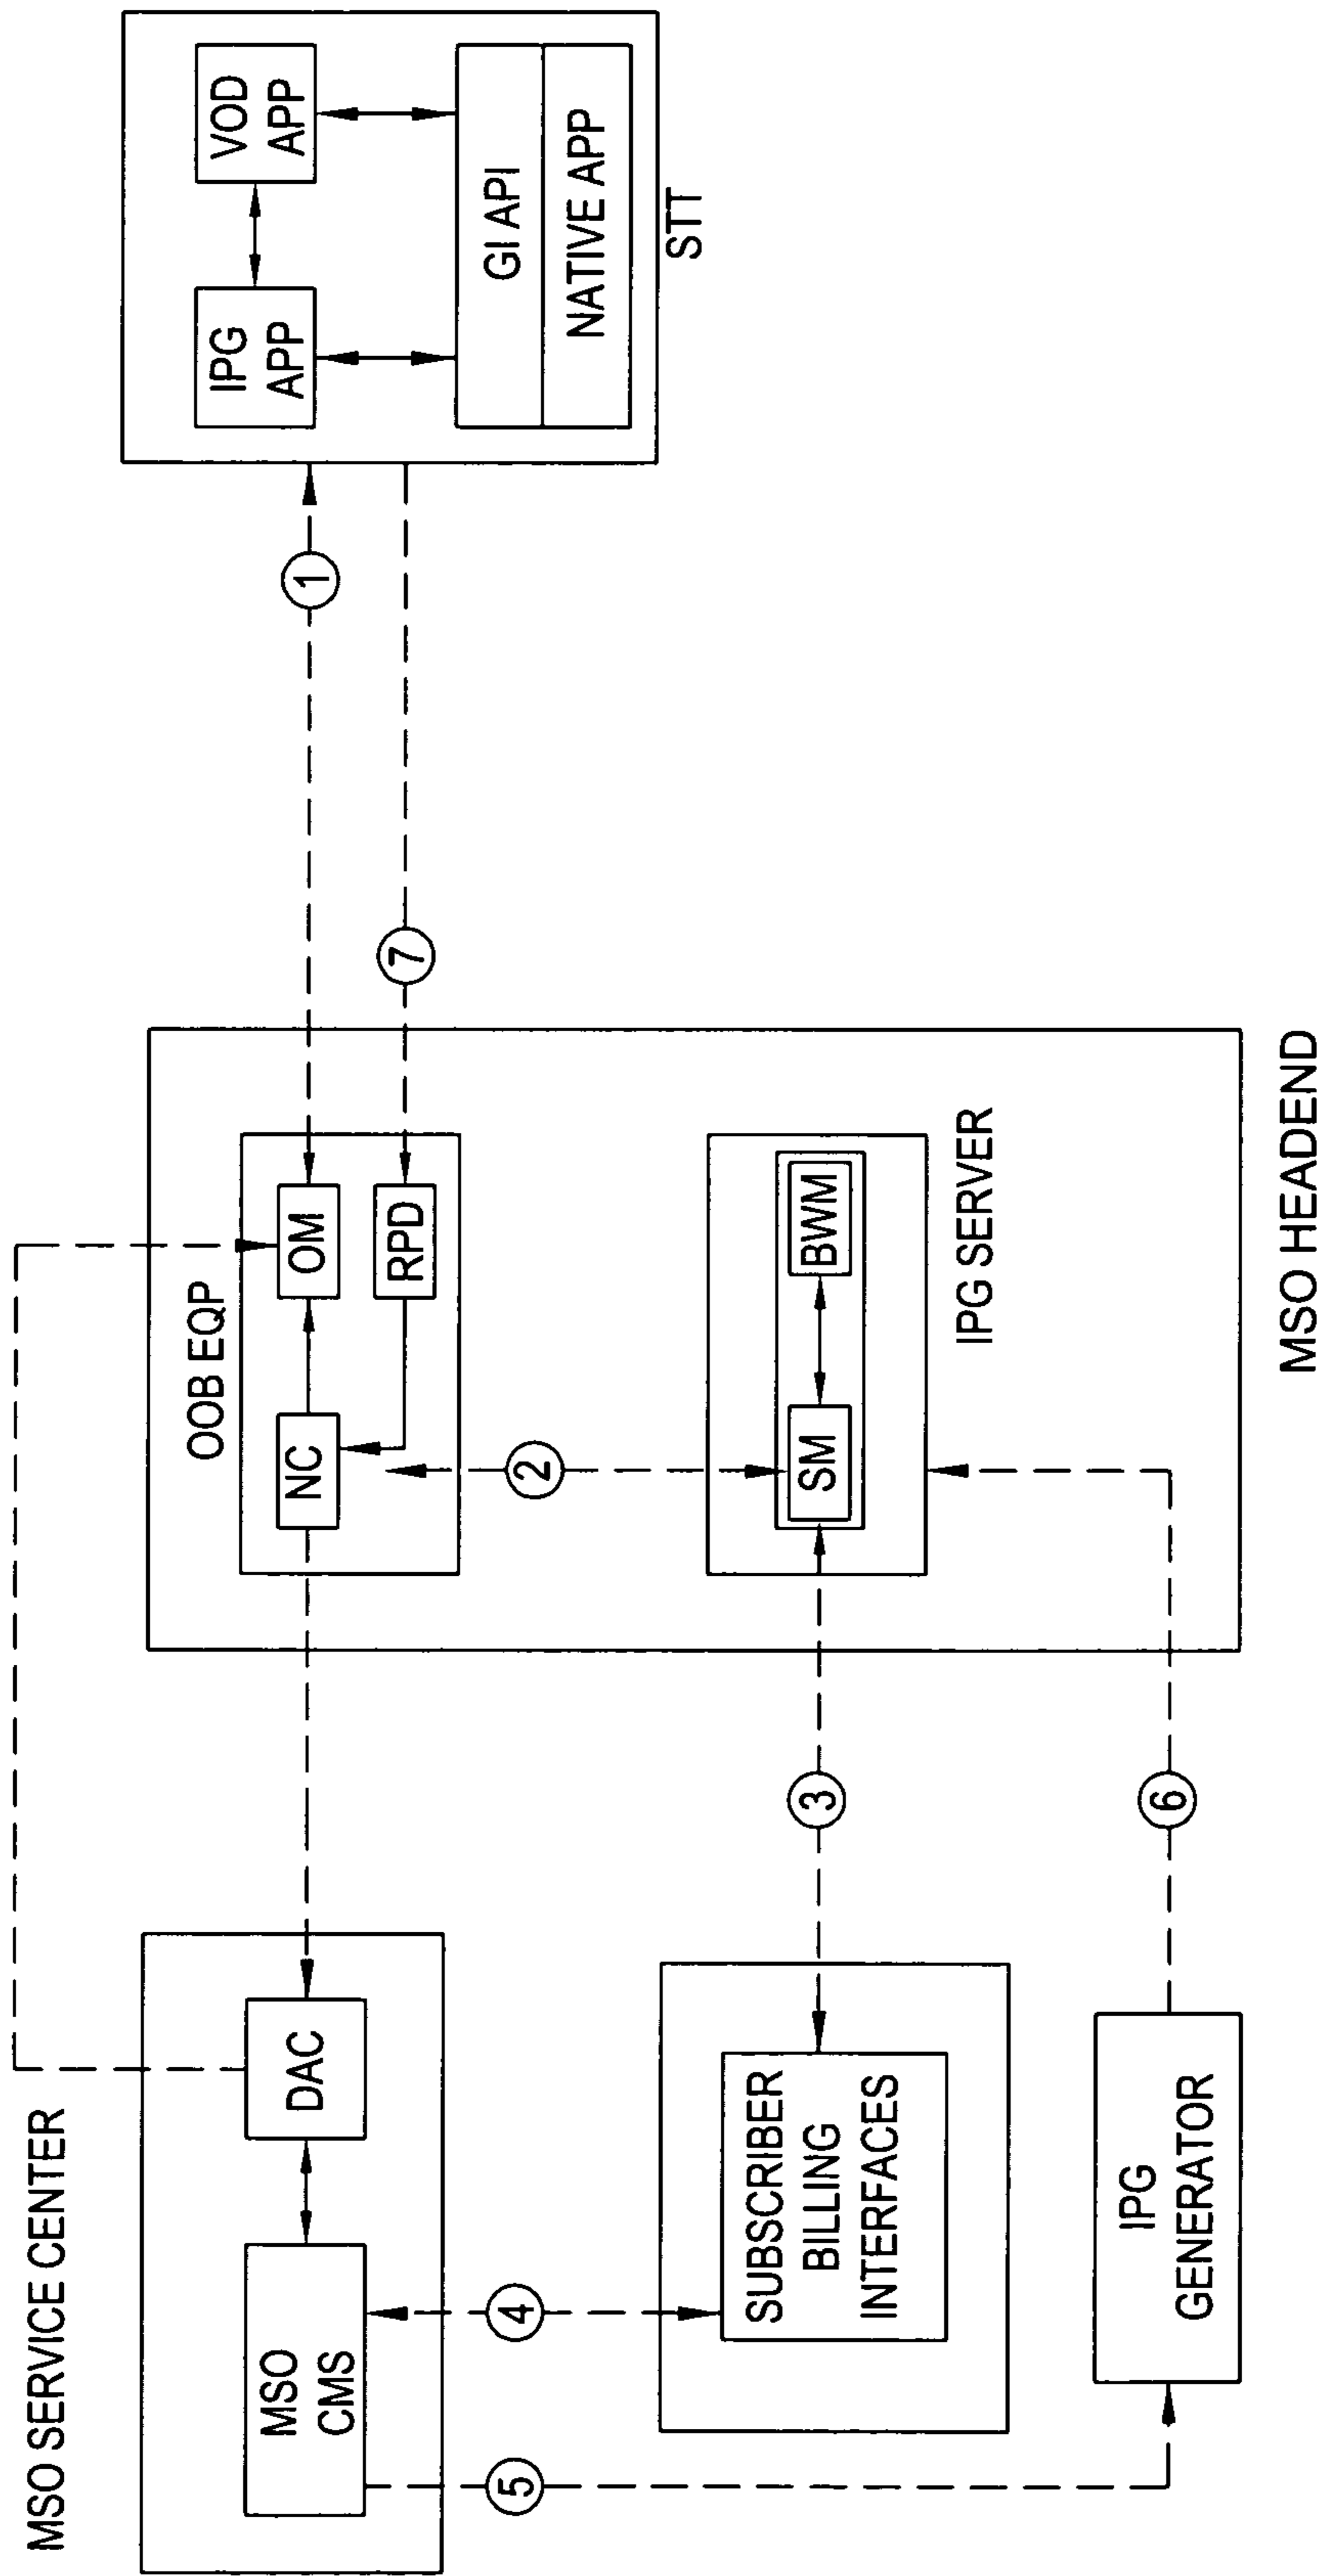 MSO SERVICE CENTER
MSO
CMS
DAC
4
5
SUBSCRIBER
BILLING
INTERFACES
IPG
GENERATOR
3
6
OOB EQP
NC
OM
RPD
2
SM
BWM
IPG SERVER
MSO HEADEND
1
7
IPG
APP
VOD
APP
GI API
NATIVE APP
STT